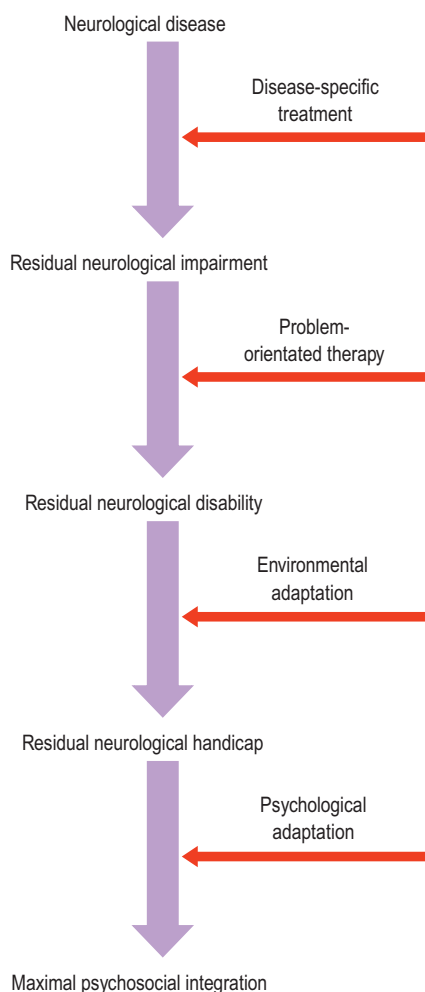 Neurological disease
Disease-specific
treatment
Residual neurological impairment
Problem-
orientated therapy
Residual neurological disability
Environmental
adaptation
Residual neurological handicap
Psychological
adaptation
Maximal psychosocial integration